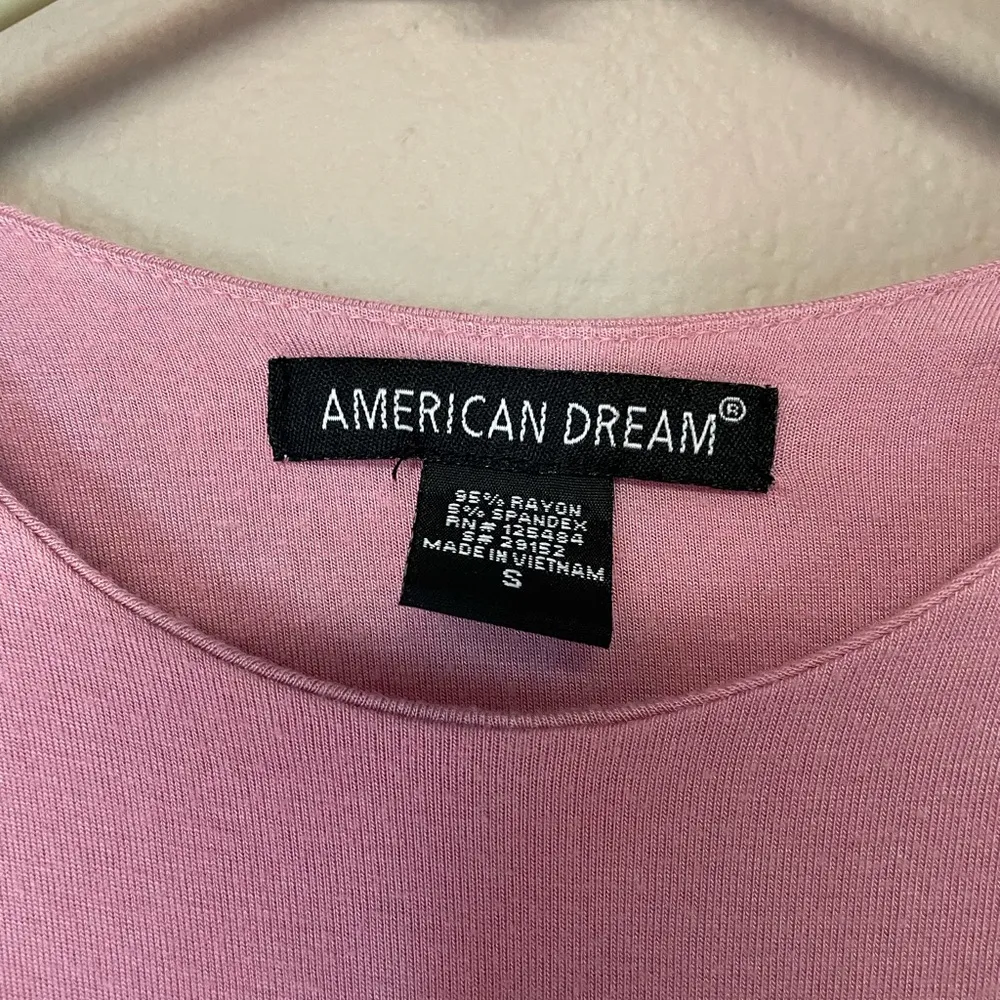 AMERICAN DREAM®
95% RAYON
5% SPANDEX
RN# 125484
S# 29152
MADE IN VIETNAM
S